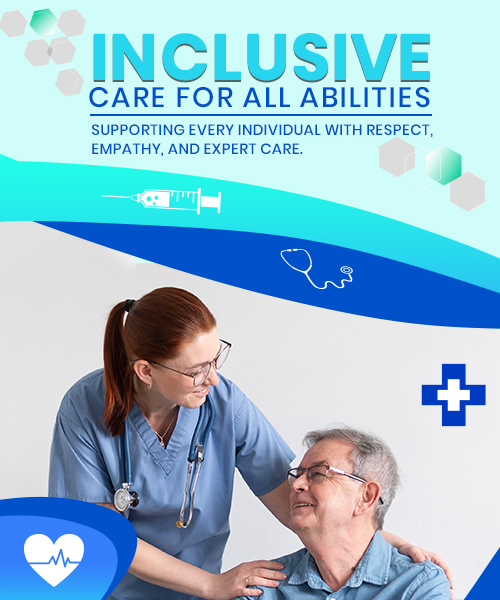 INCLUSIVE
CARE FOR ALL ABILITIES
SUPPORTING EVERY INDIVIDUAL WITH RESPECT,
EMPATHY, AND EXPERT CARE.